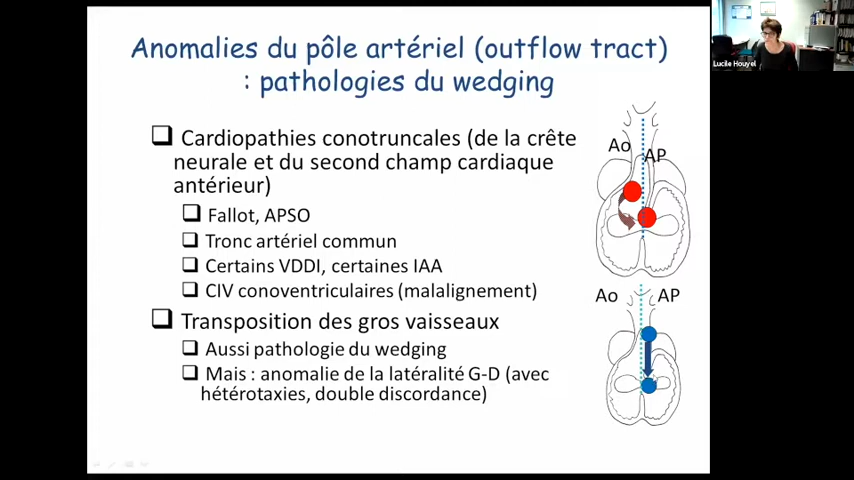 Anomalies du pôle artériel (outflow tract)
: pathologies du wedging
Cardiopathies conotruncales (de la crête
neurale et du second champ cardiaque
antérieur)
Fallot, APSO
Tronc artériel commun
Certains VDDI, certaines IAA
CIV conoventriculaires (malalignement)
Transposition des gros vaisseaux
Aussi pathologie du wedging
Mais : anomalie de la latéralité G-D (avec
hétérotaxies, double discordance)
Ao
AP
Ao
AP
Lucile Houyel